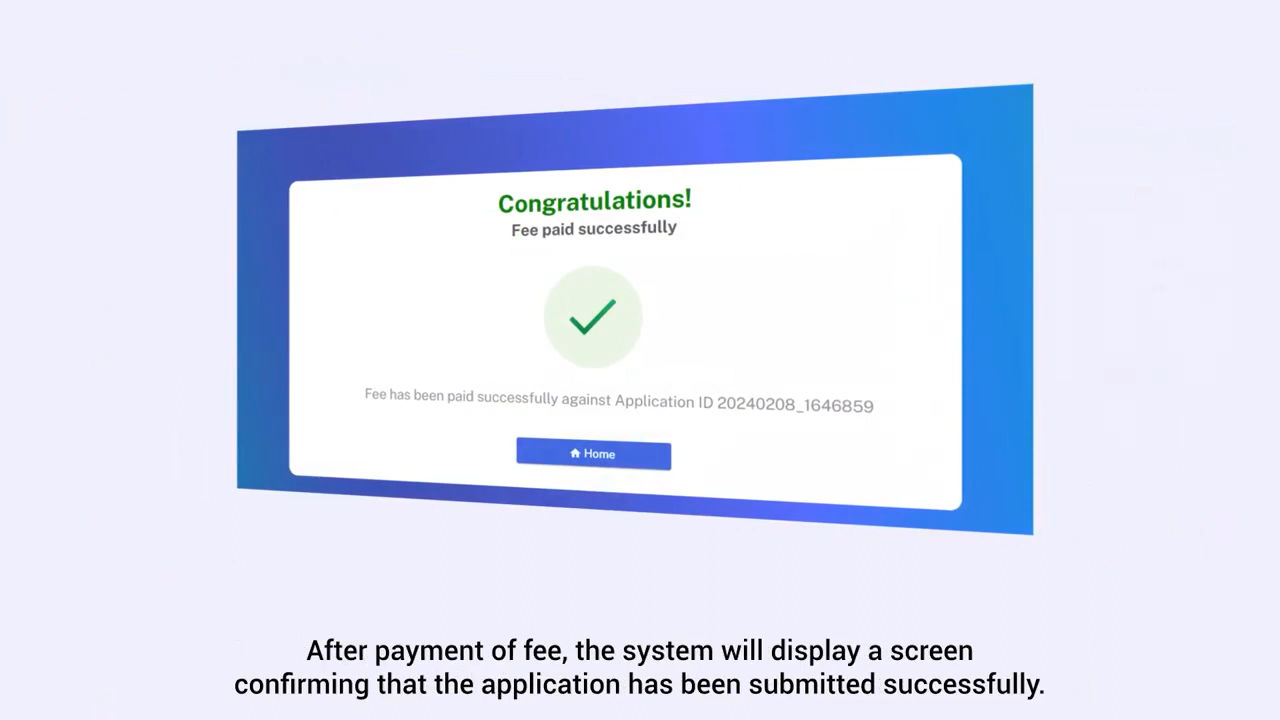 Congratulations!
Fee paid successfully
Fee has been paid successfully against Application ID 20240208_1646859
Home
After payment of fee, the system will display a screen
confirming that the application has been submitted successfully.